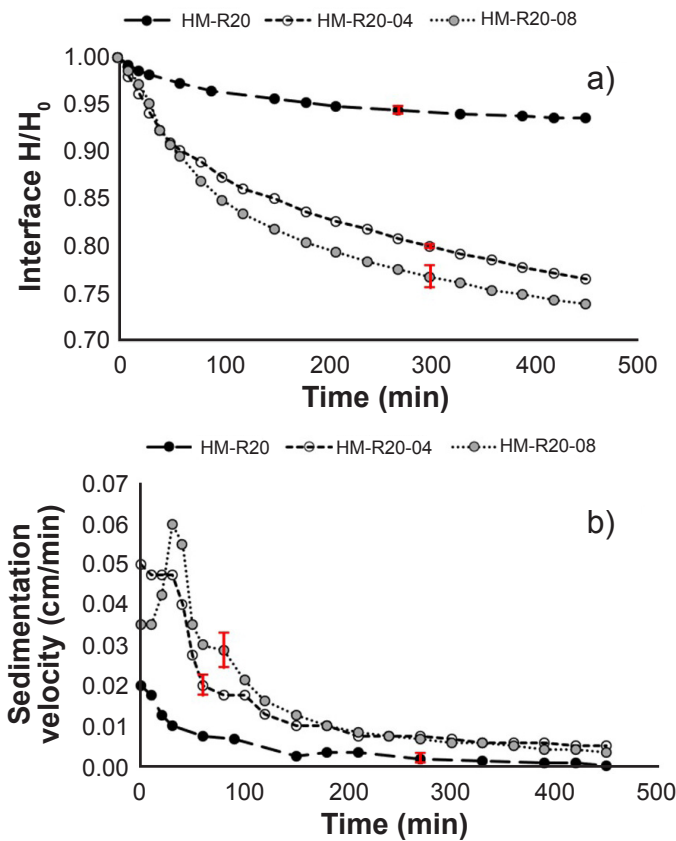 HM-R20 HM-R20-04 HM-R20-08
a)
1.00
0.95
0.90
0.85
0.80
0.75
0.70
Interface H/H₀
0 100 200 300 400 500
Time (min)
HM-R20 HM-R20-04 HM-R20-08
b)
0.07
0.06
0.05
0.04
0.03
0.02
0.01
0.00
Sedimentation
velocity (cm/min)
0 100 200 300 400 500
Time (min)